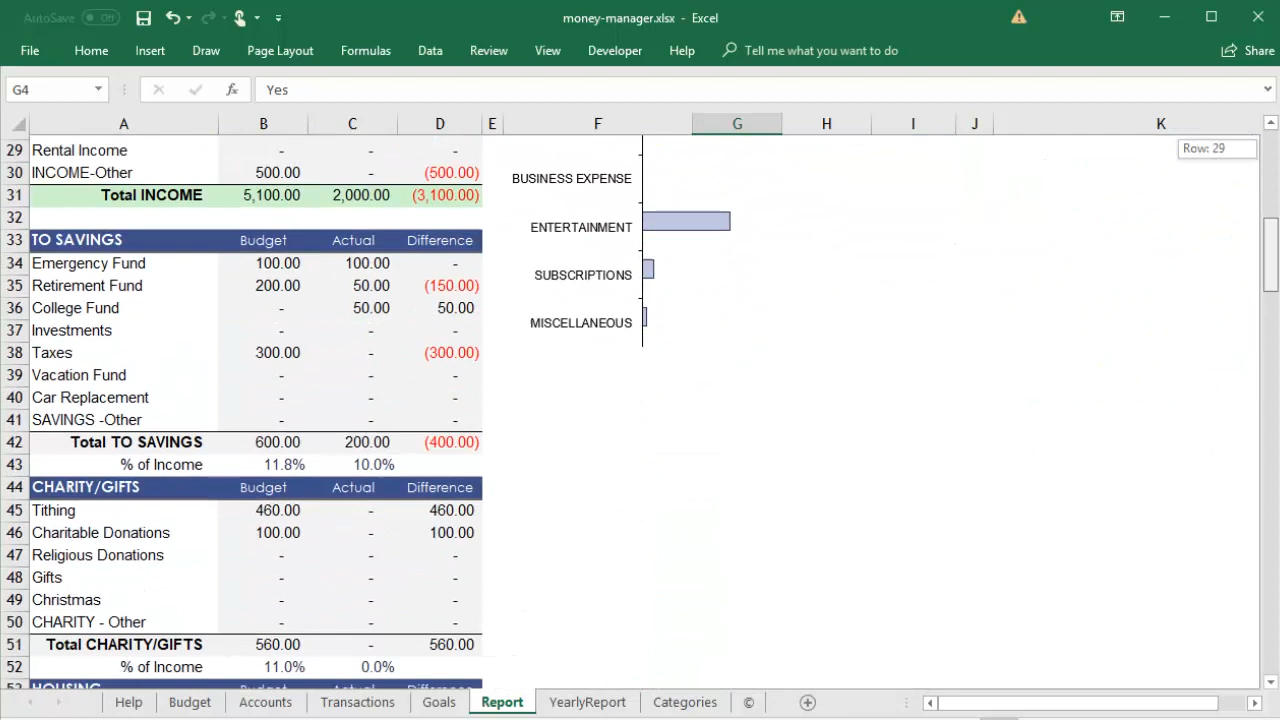 AutoSave Off
money-manager.xlsx - Excel
File Home Insert Draw Page Layout Formulas Data Review View Developer Help Tell me what you want to do Share
G4 fx Yes
A B C D E F G H I J K
Row: 29
29 Rental Income - - -
30 INCOME-Other 500.00 - (500.00)
31 Total INCOME 5,100.00 2,000.00 (3,100.00)
32
33 TO SAVINGS Budget Actual Difference
34 Emergency Fund 100.00 100.00 -
35 Retirement Fund 200.00 50.00 (150.00)
36 College Fund - 50.00 50.00
37 Investments - - -
38 Taxes 300.00 - (300.00)
39 Vacation Fund - - -
40 Car Replacement - - -
41 SAVINGS -Other - - -
42 Total TO SAVINGS 600.00 200.00 (400.00)
43 % of Income 11.8% 10.0%
44 CHARITY/GIFTS Budget Actual Difference
45 Tithing 460.00 - 460.00
46 Charitable Donations 100.00 - 100.00
47 Religious Donations - - -
48 Gifts - - -
49 Christmas - - -
50 CHARITY - Other - - -
51 Total CHARITY/GIFTS 560.00 - 560.00
52 % of Income 11.0% 0.0%
53 HOUSING Budget Actual Difference
BUSINESS EXPENSE
ENTERTAINMENT
SUBSCRIPTIONS
MISCELLANEOUS
Help Budget Accounts Transactions Goals Report YearlyReport Categories ©